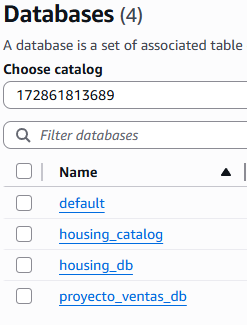 Databases (4)
A database is a set of associated table
Choose catalog
172861813689
Filter databases
Name
default
housing_catalog
housing_db
proyecto_ventas_db